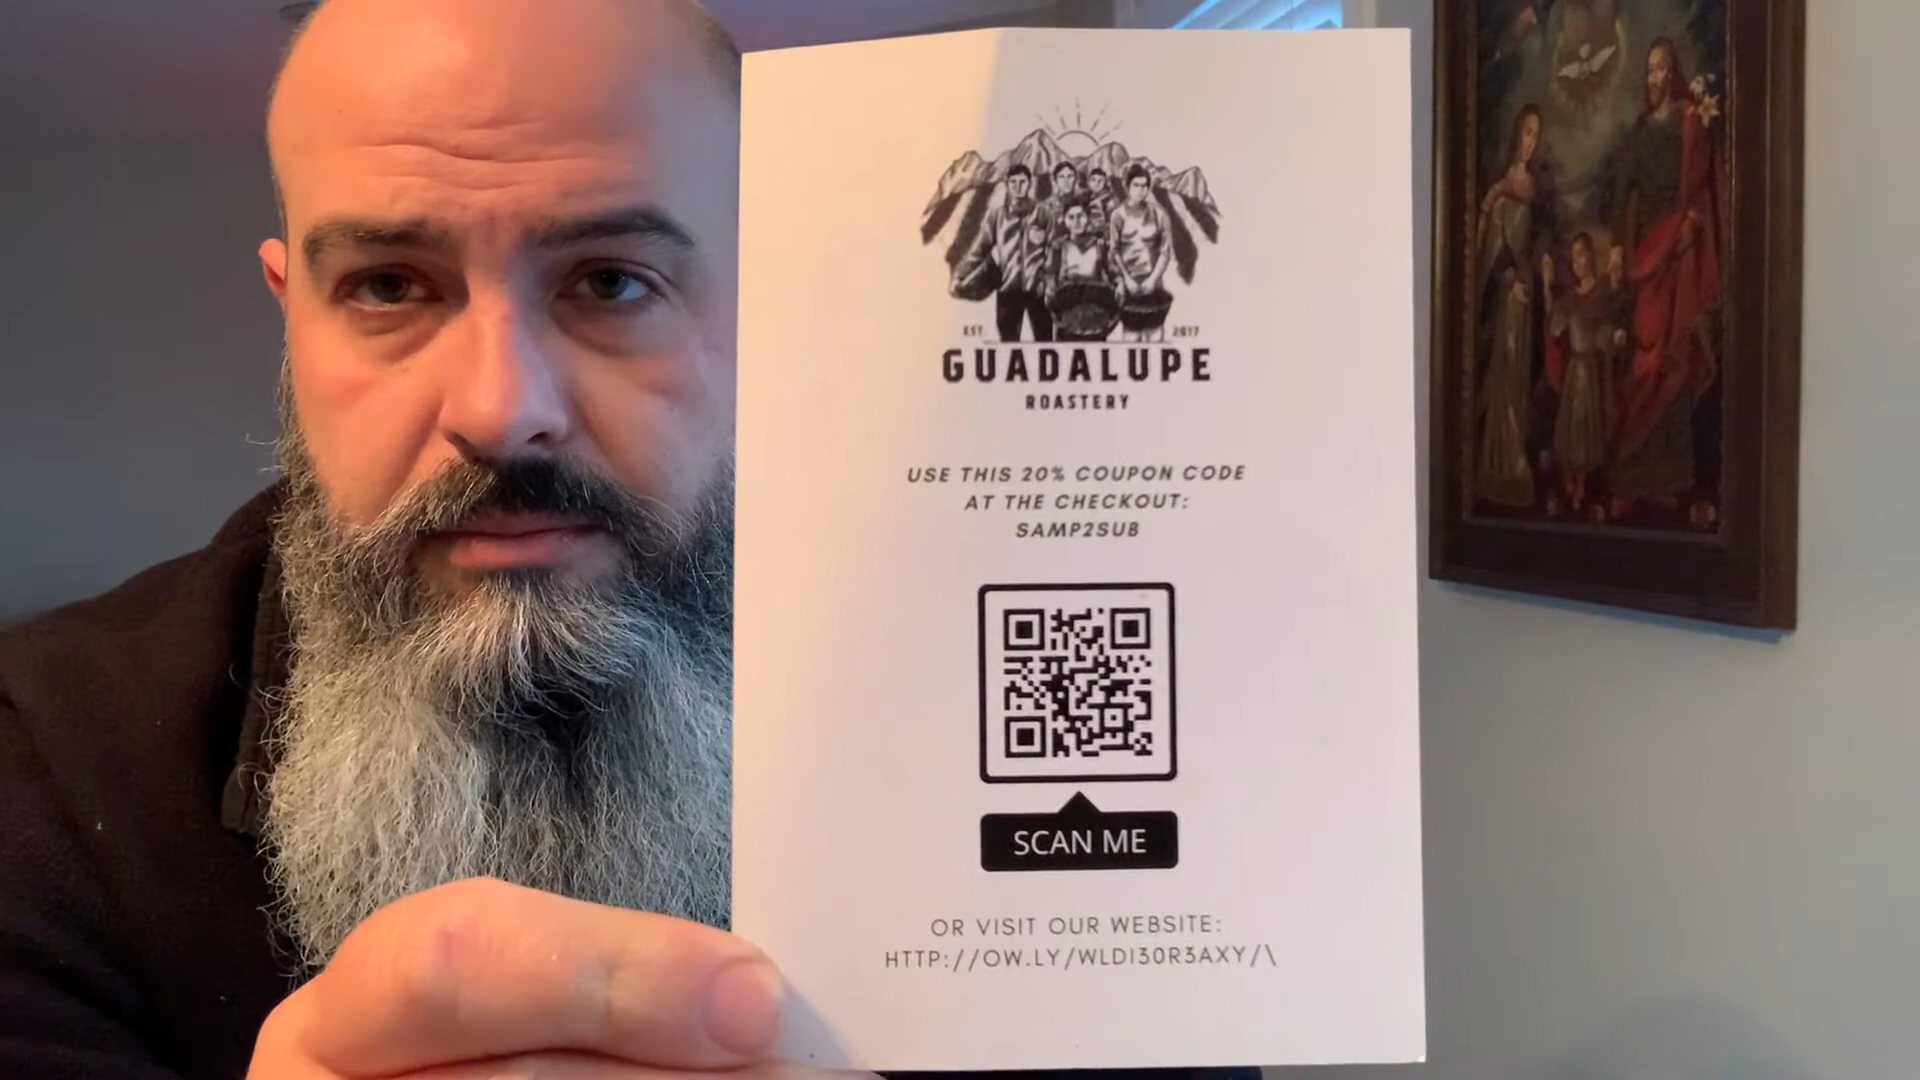 EST. 2017
GUADALUPE
ROASTERY
USE THIS 20% COUPON CODE
AT THE CHECKOUT:
SAMP2SUB
SCAN ME
OR VISIT OUR WEBSITE:
HTTP://OW.LY/WLDI30R3AXY/\